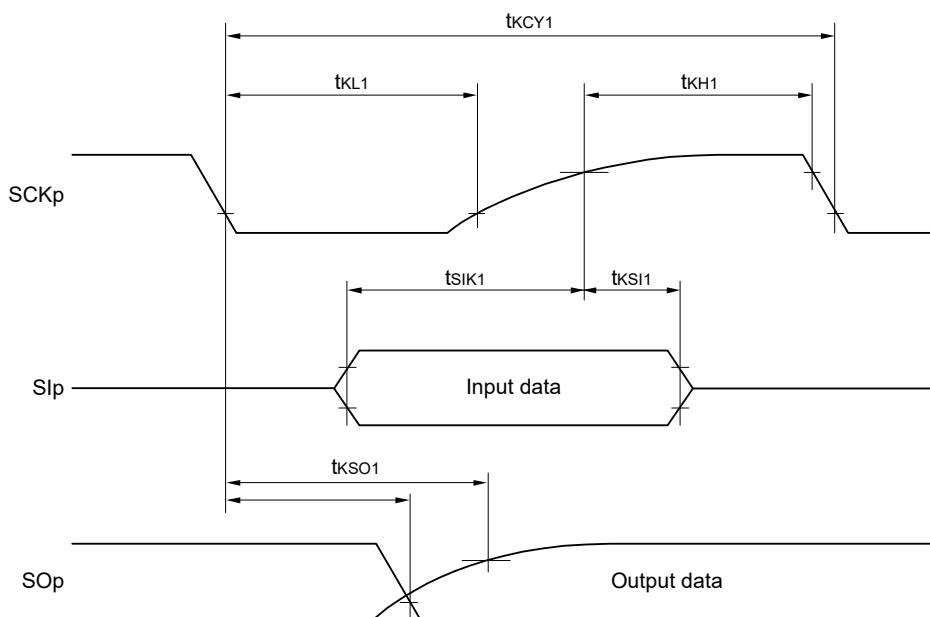 tKCY1
tKL1
tKH1
SCKp
tSIK1
tKSI1
SIp
Input data
tKSO1
SOp
Output data